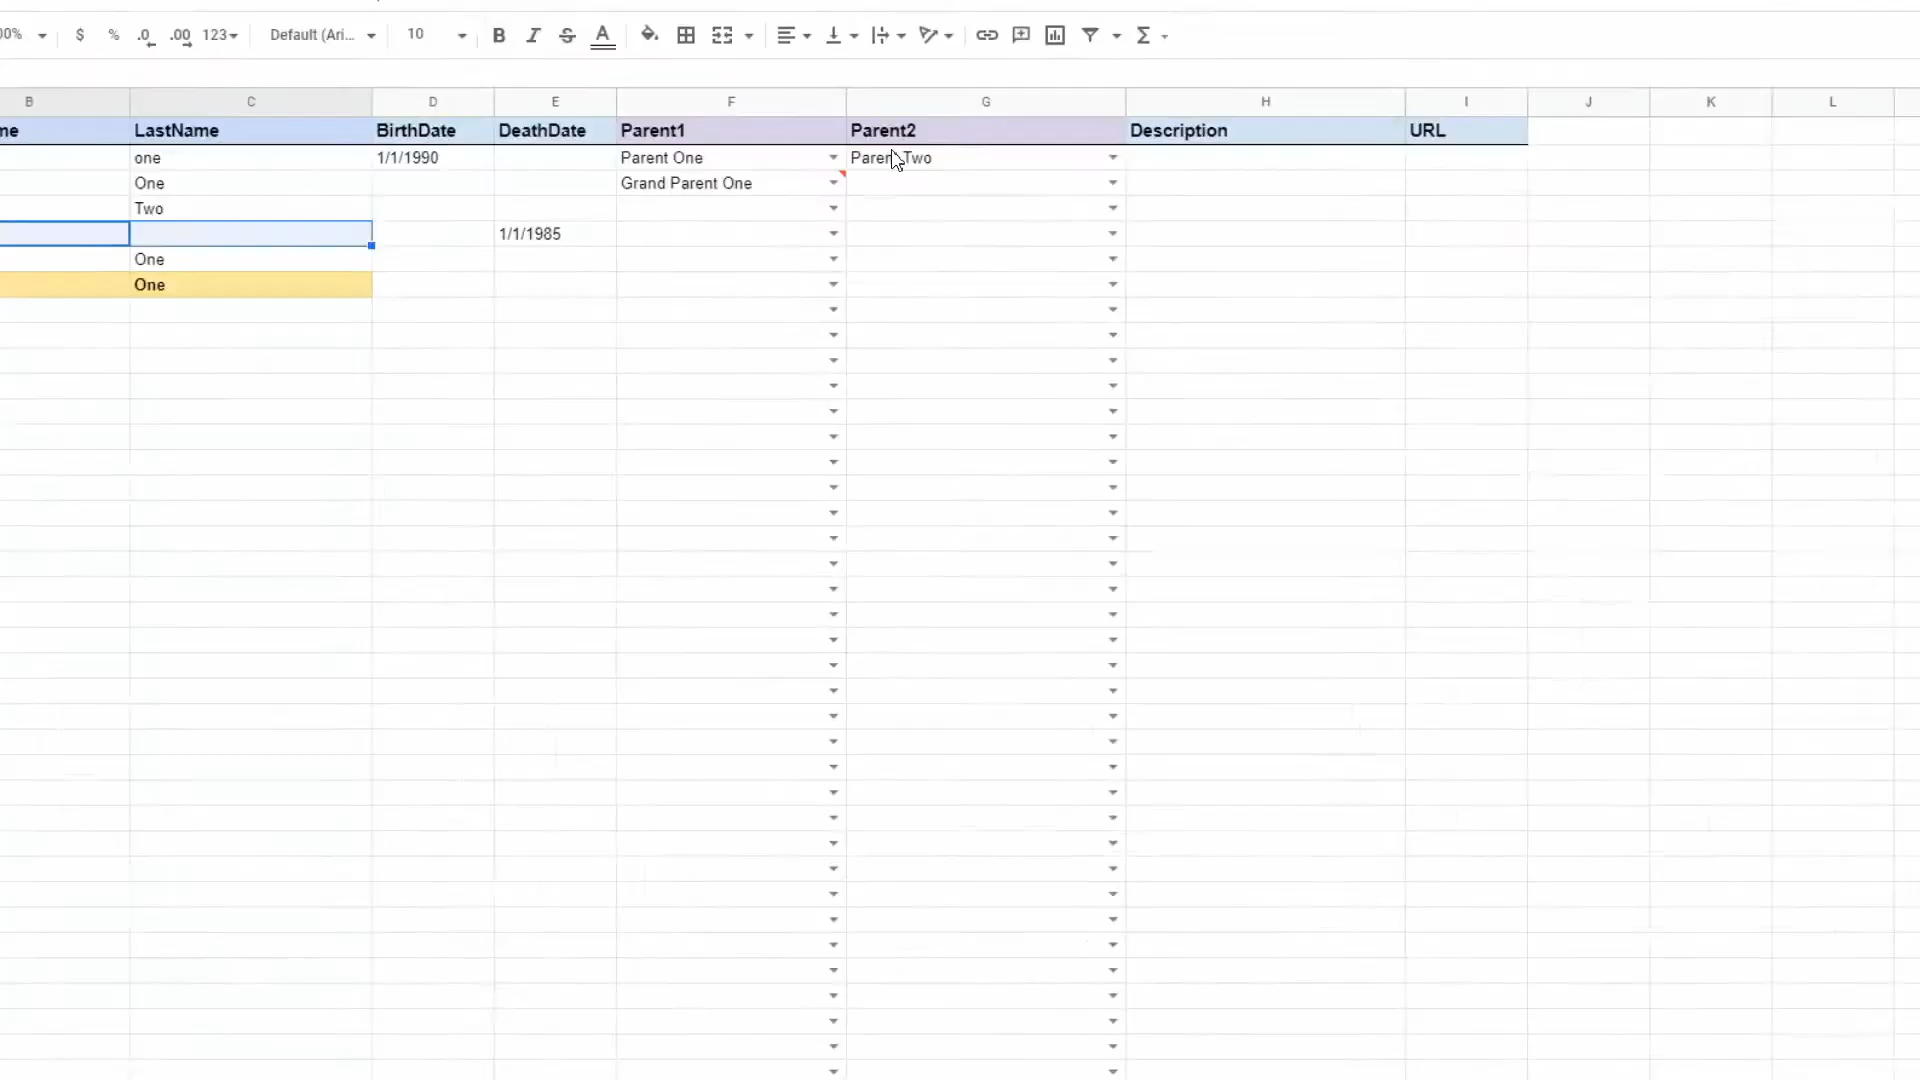 00% $ % .0 .00 123 Default (Ari... 10 B I S A
B C D E F G H I J K L
me LastName BirthDate DeathDate Parent1 Parent2 Description URL
one 1/1/1990 Parent One Parent Two
One Grand Parent One
Two
1/1/1985
One
One